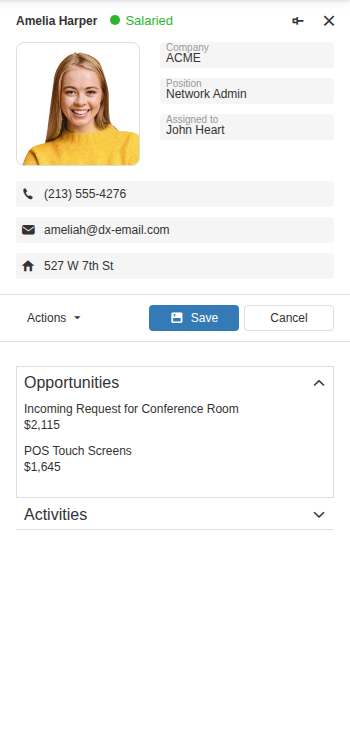 Amelia Harper Salaried
Company
ACME
Position
Network Admin
Assigned to
John Heart
(213) 555-4276
ameliah@dx-email.com
527 W 7th St
Actions Save Cancel
Opportunities
Incoming Request for Conference Room
$2,115
POS Touch Screens
$1,645
Activities